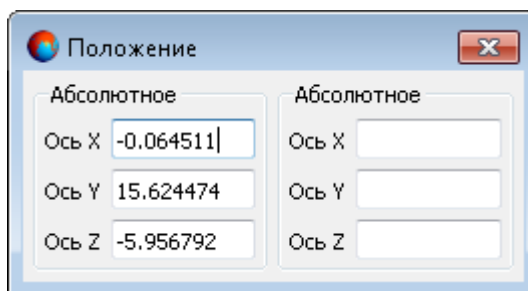 Положение
Абсолютное Абсолютное
Ось X -0.064511 Ось X
Ось Y 15.624474 Ось Y
Ось Z -5.956792 Ось Z